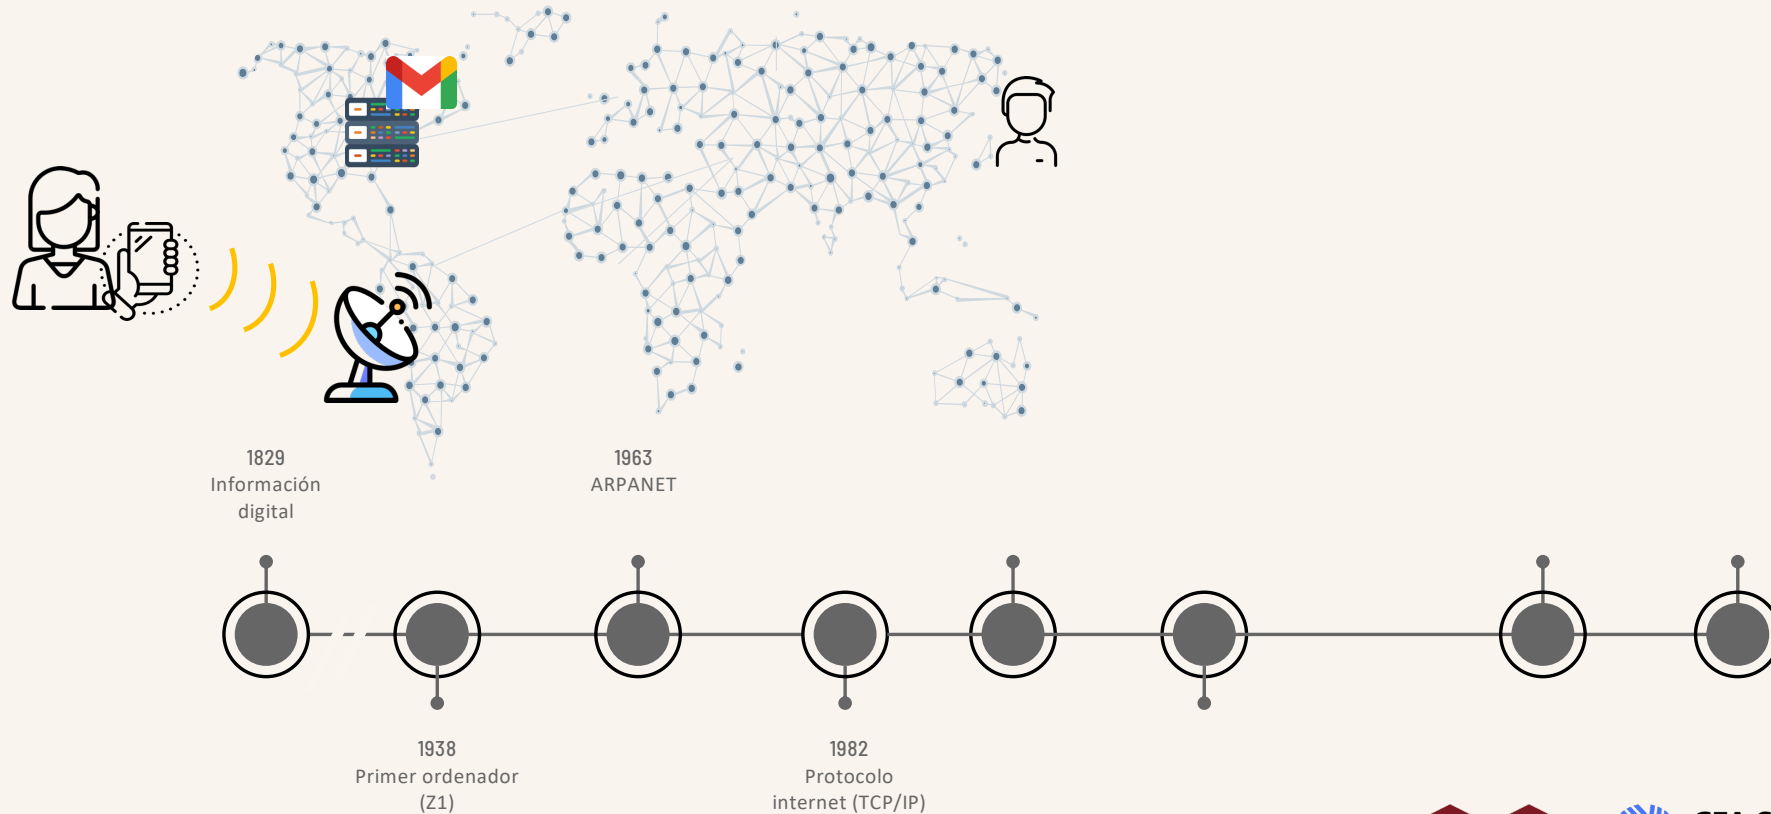 1829
Información
digital
1963
ARPANET
1938
Primer ordenador
(Z1)
1982
Protocolo
internet (TCP/IP)